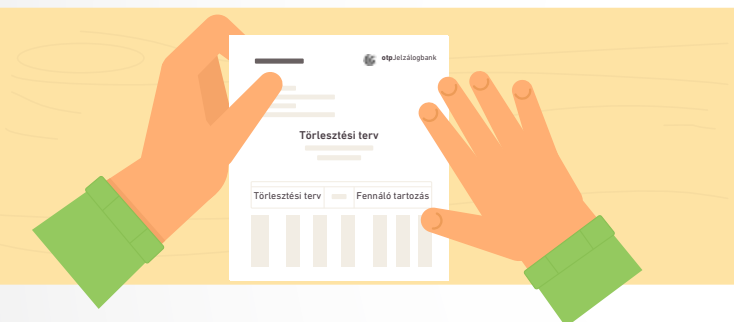 otpJelzálogbank
Törlesztési terv
Törlesztési terv Fennálló tartozás